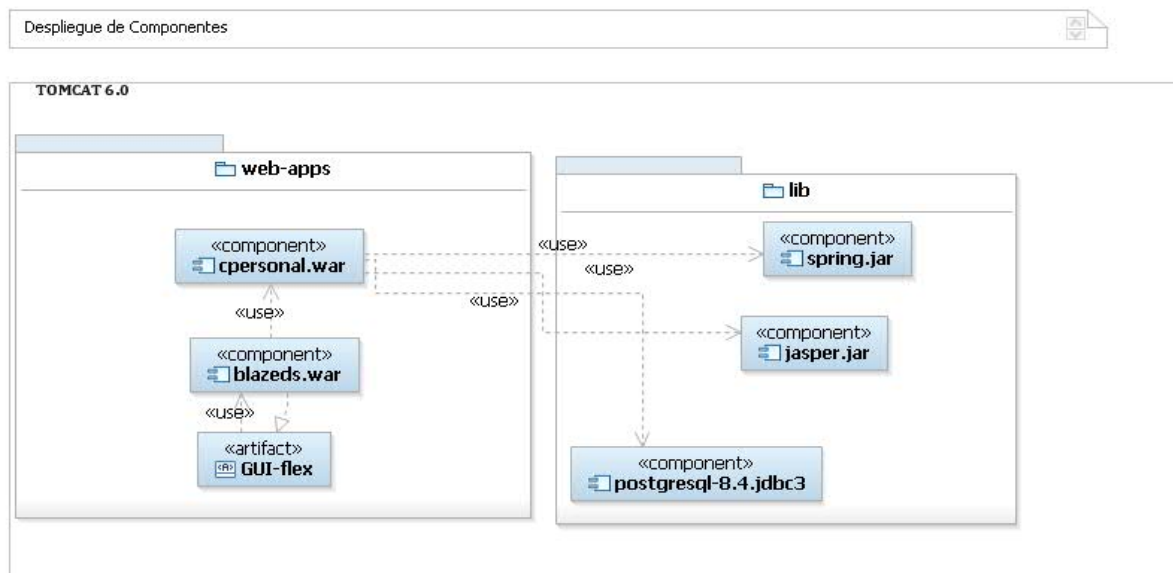 Despliegue de Componentes
TOMCAT 6.0
web-apps
«component»
cpersonal.war
«use»
«component»
blazeds.war
«use»
«artifact»
GUI-flex
lib
«use»
«component»
spring.jar
«use»
«use»
«component»
jasper.jar
«component»
postgresql-8.4.jdbc3